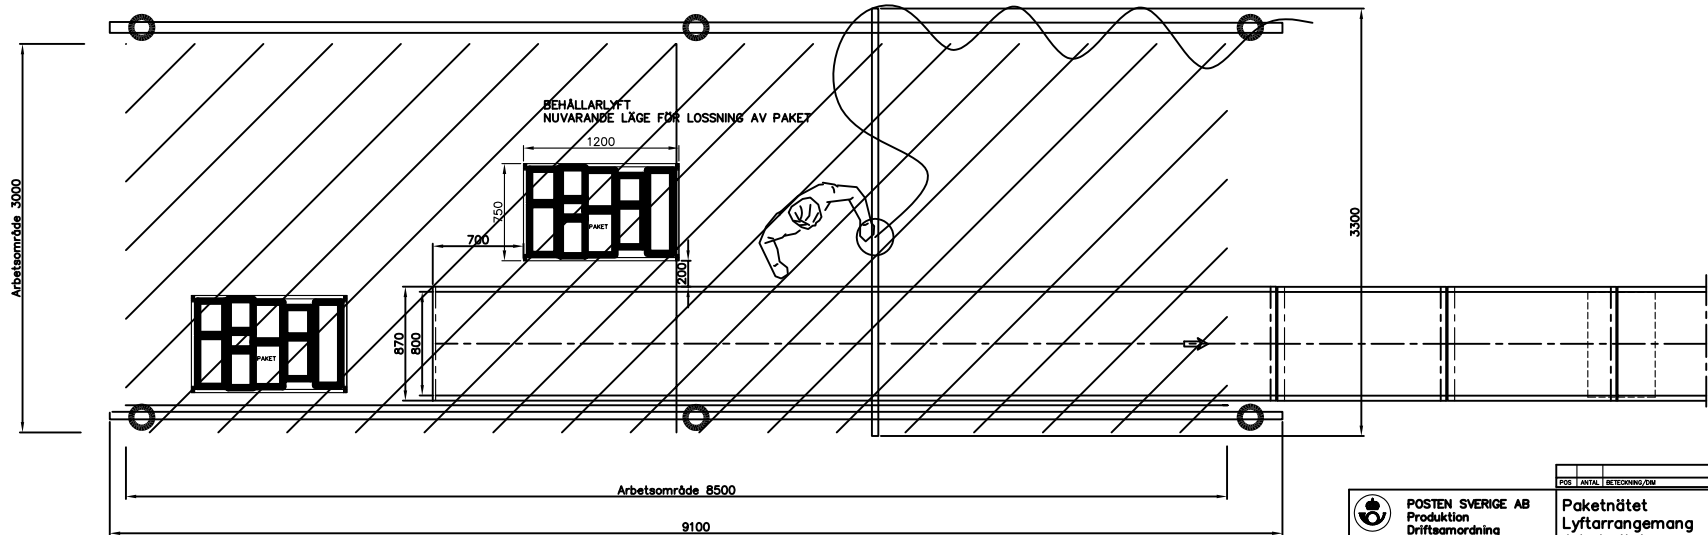 BEHÅLLARLYFT
NUVARANDE LÄGE FÖR LOSSNING AV PAKET
1200
750
PAKET
700
200
Arbetsområde 3000
3300
870
800
PAKET
Arbetsområde 8500
9100
POS ANTAL BETECKNING/DIM
POSTEN SVERIGE AB
Produktion
Driftsamordning
Paketnätet
Lyftarrangemang